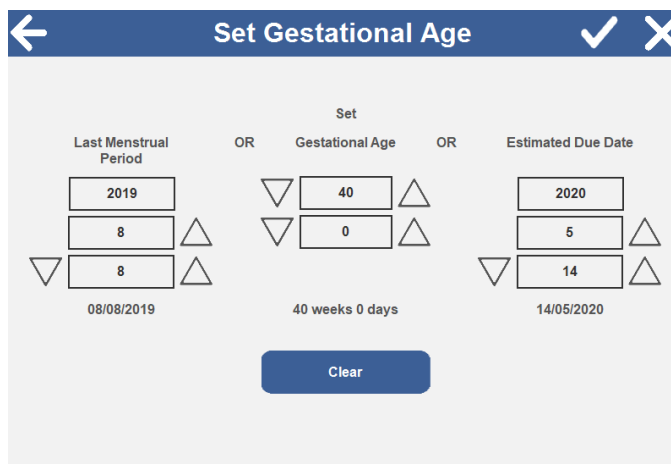 Set Gestational Age
Set
Last Menstrual
Period
OR
Gestational Age
OR
Estimated Due Date
2019
40
2020
8
0
5
8
14
08/08/2019
40 weeks 0 days
14/05/2020
Clear